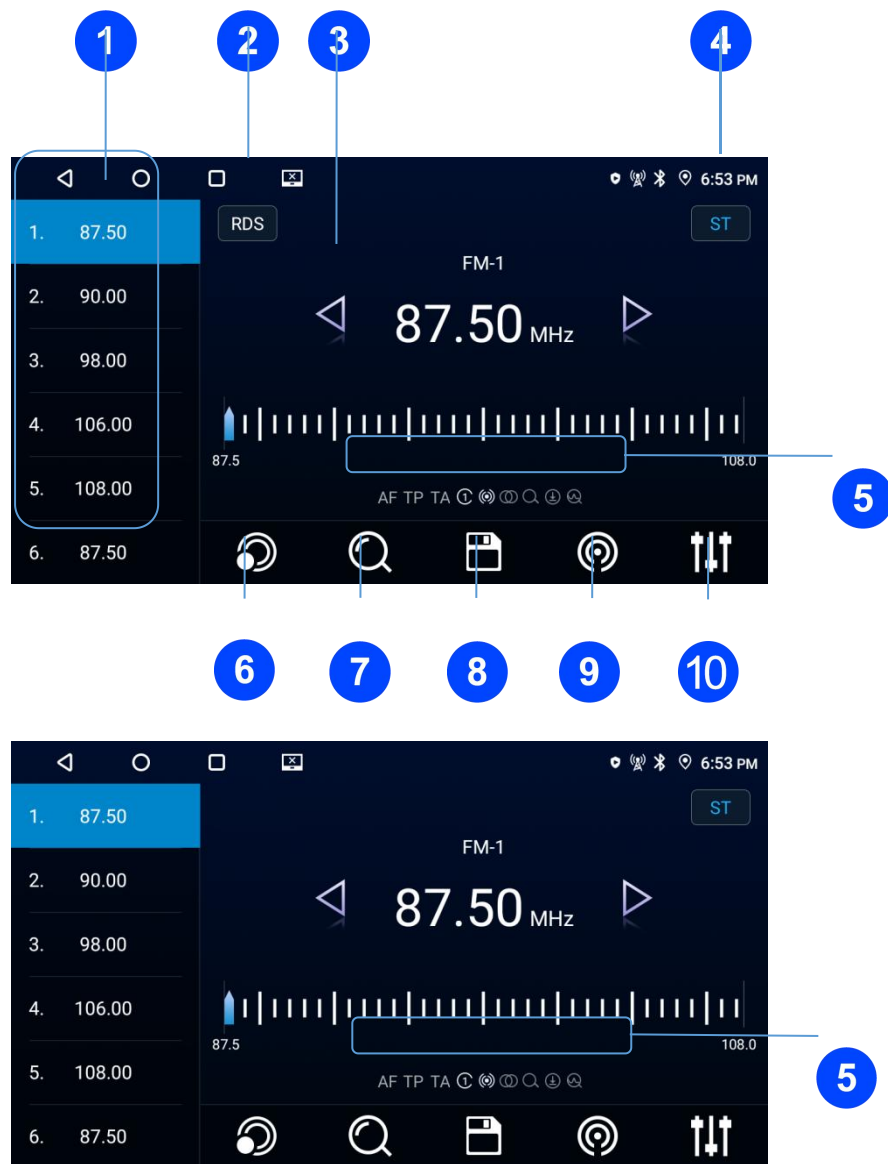 1 2 3 4
6:53 PM
1. 87.50
RDS
ST
FM-1
2. 90.00
87.50 MHz
3. 98.00
4. 106.00
87.5
108.0
5
5. 108.00
AF TP TA 1
6. 87.50
6 7 8 9 10
6:53 PM
1. 87.50
ST
FM-1
2. 90.00
87.50 MHz
3. 98.00
4. 106.00
87.5
108.0
5
5. 108.00
AF TP TA 1
6. 87.50